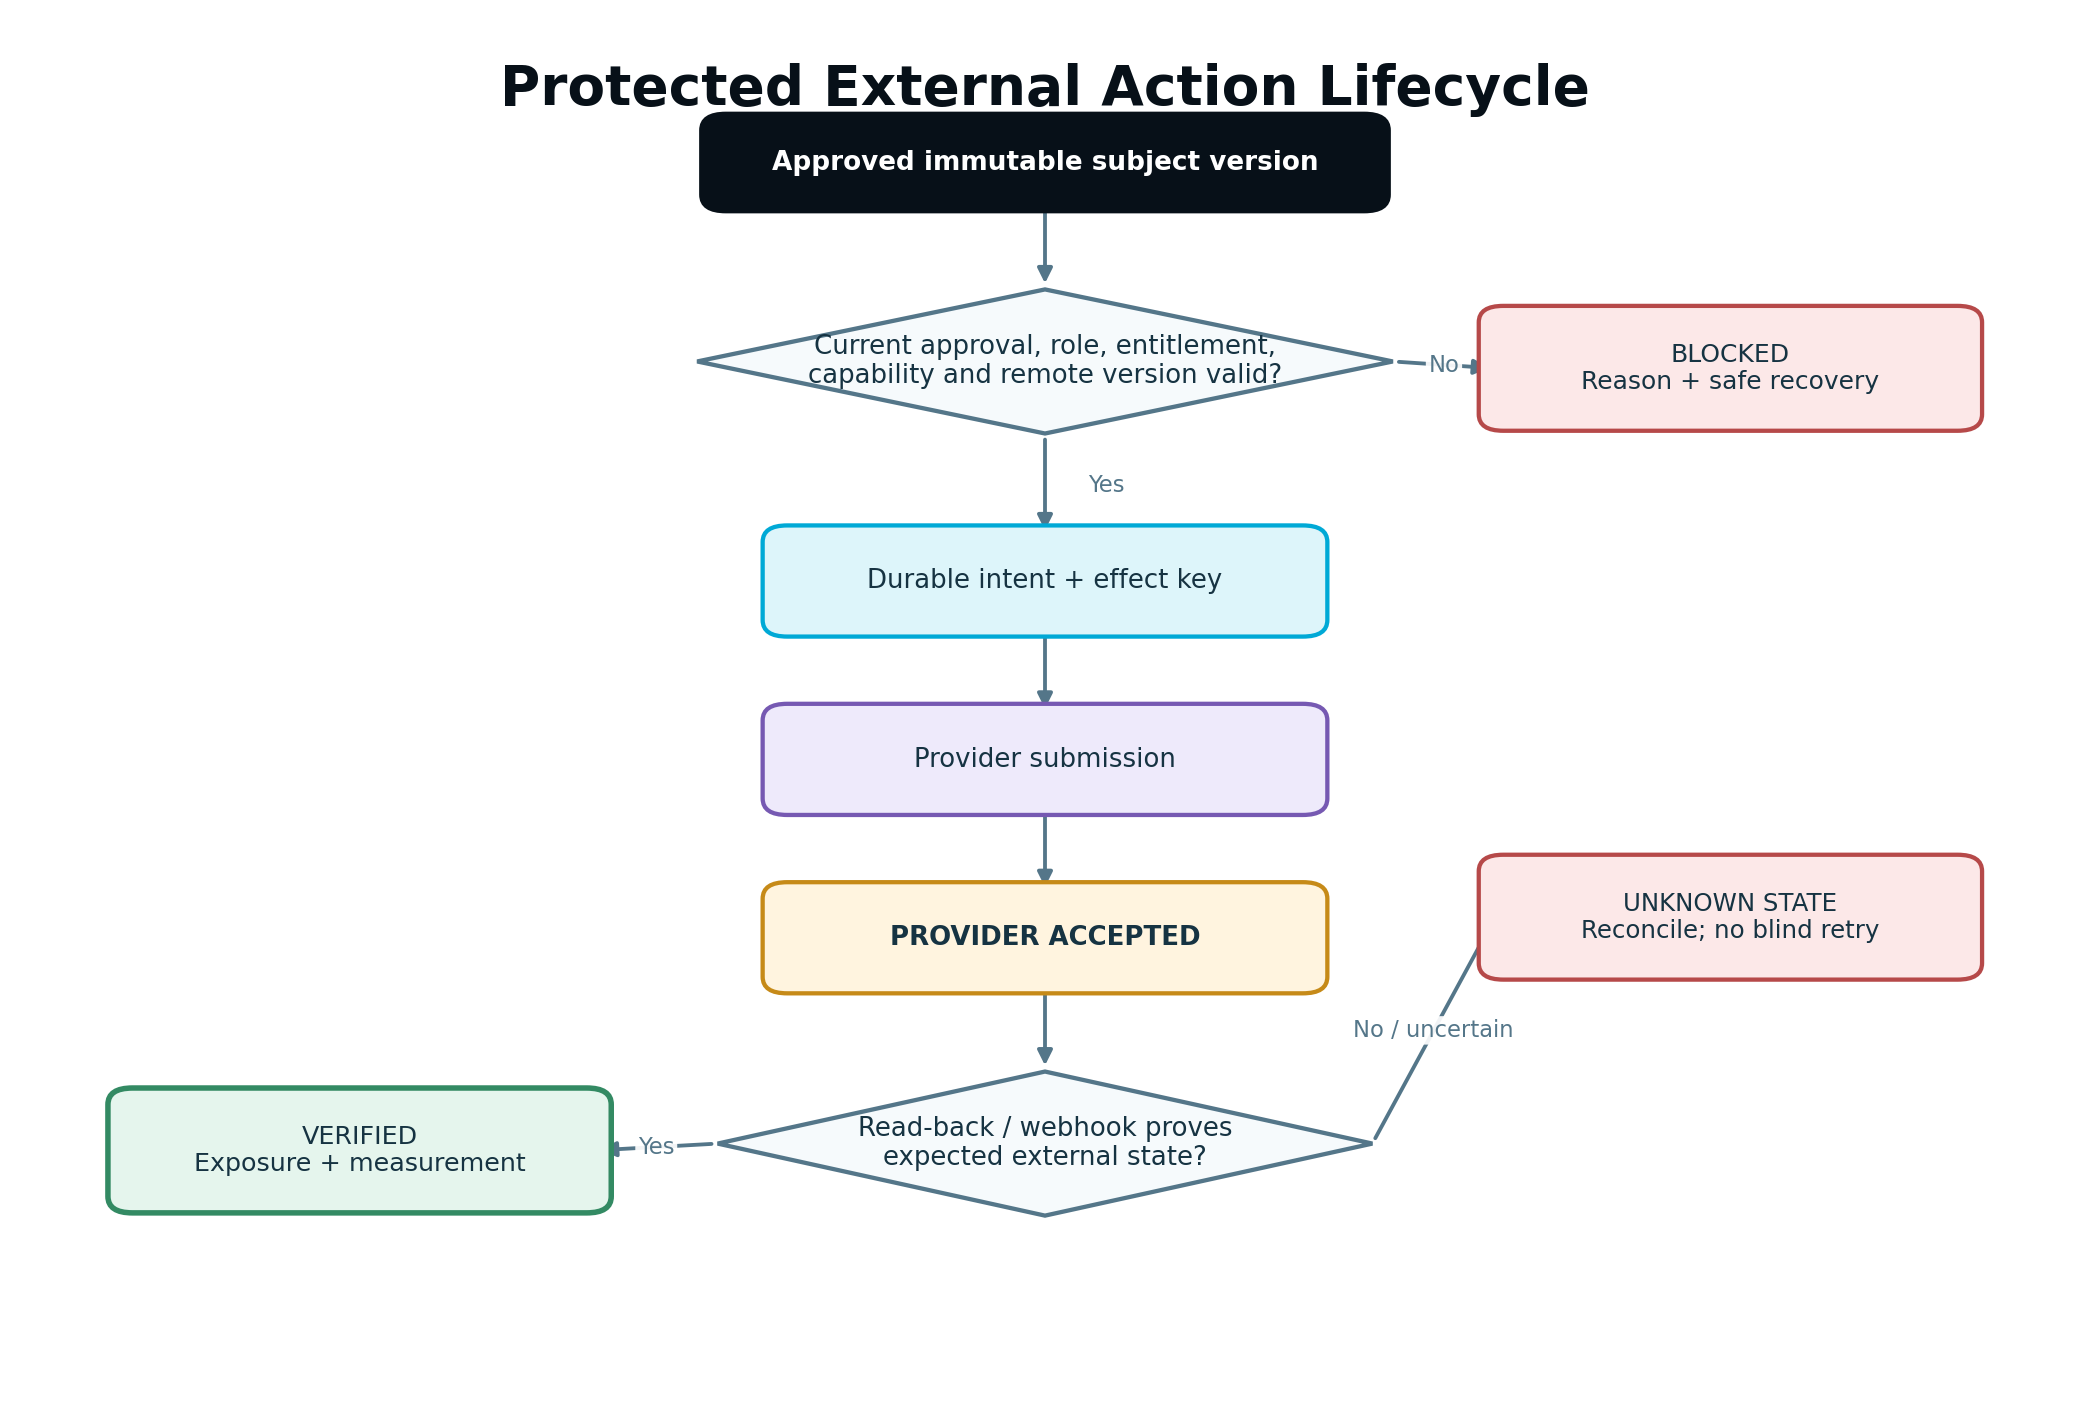 Protected External Action Lifecycle
Approved immutable subject version
Current approval, role, entitlement,
capability and remote version valid?
No
BLOCKED
Reason + safe recovery
Yes
Durable intent + effect key
Provider submission
PROVIDER ACCEPTED
UNKNOWN STATE
Reconcile; no blind retry
No / uncertain
Read-back / webhook proves
expected external state?
Yes
VERIFIED
Exposure + measurement